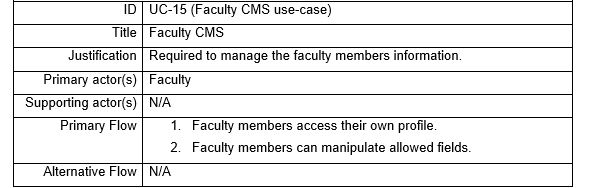 ID UC-15 (Faculty CMS use-case)
Title Faculty CMS
Justification Required to manage the faculty members information.
Primary actor(s) Faculty
Supporting actor(s) N/A
Primary Flow 1. Faculty members access their own profile.
2. Faculty members can manipulate allowed fields.
Alternative Flow N/A